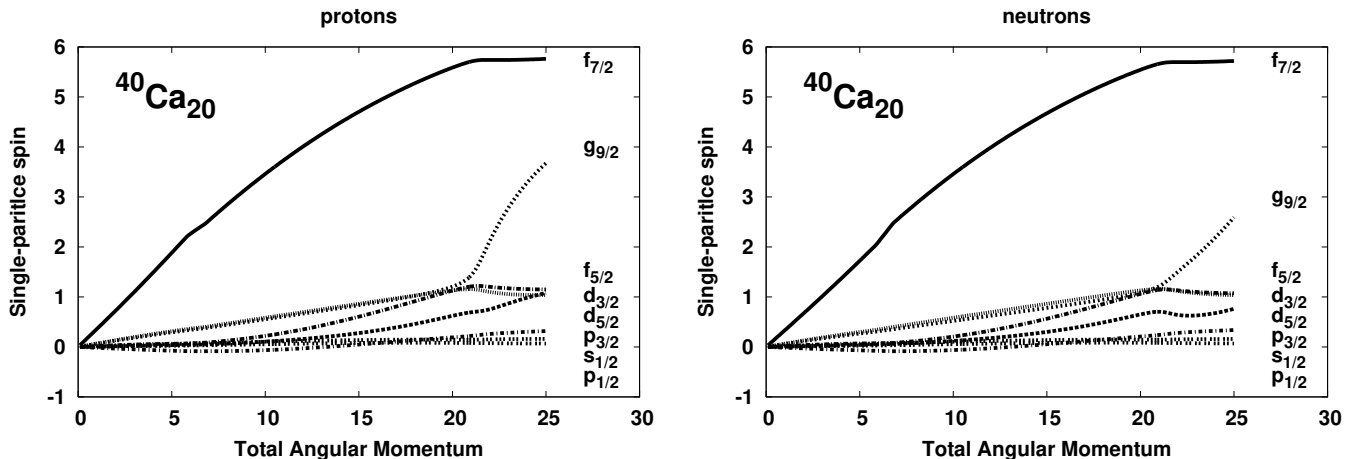 protons
6
5
4
3
2
1
0
-1
Single-paritlce spin
⁴⁰Ca₂₀
f7/2
g9/2
f5/2
d3/2
d5/2
p3/2
s1/2
p1/2
0 5 10 15 20 25 30
Total Angular Momentum
neutrons
6
5
4
3
2
1
0
-1
Single-paritlce spin
⁴⁰Ca₂₀
f7/2
g9/2
f5/2
d3/2
d5/2
p3/2
s1/2
p1/2
0 5 10 15 20 25 30
Total Angular Momentum